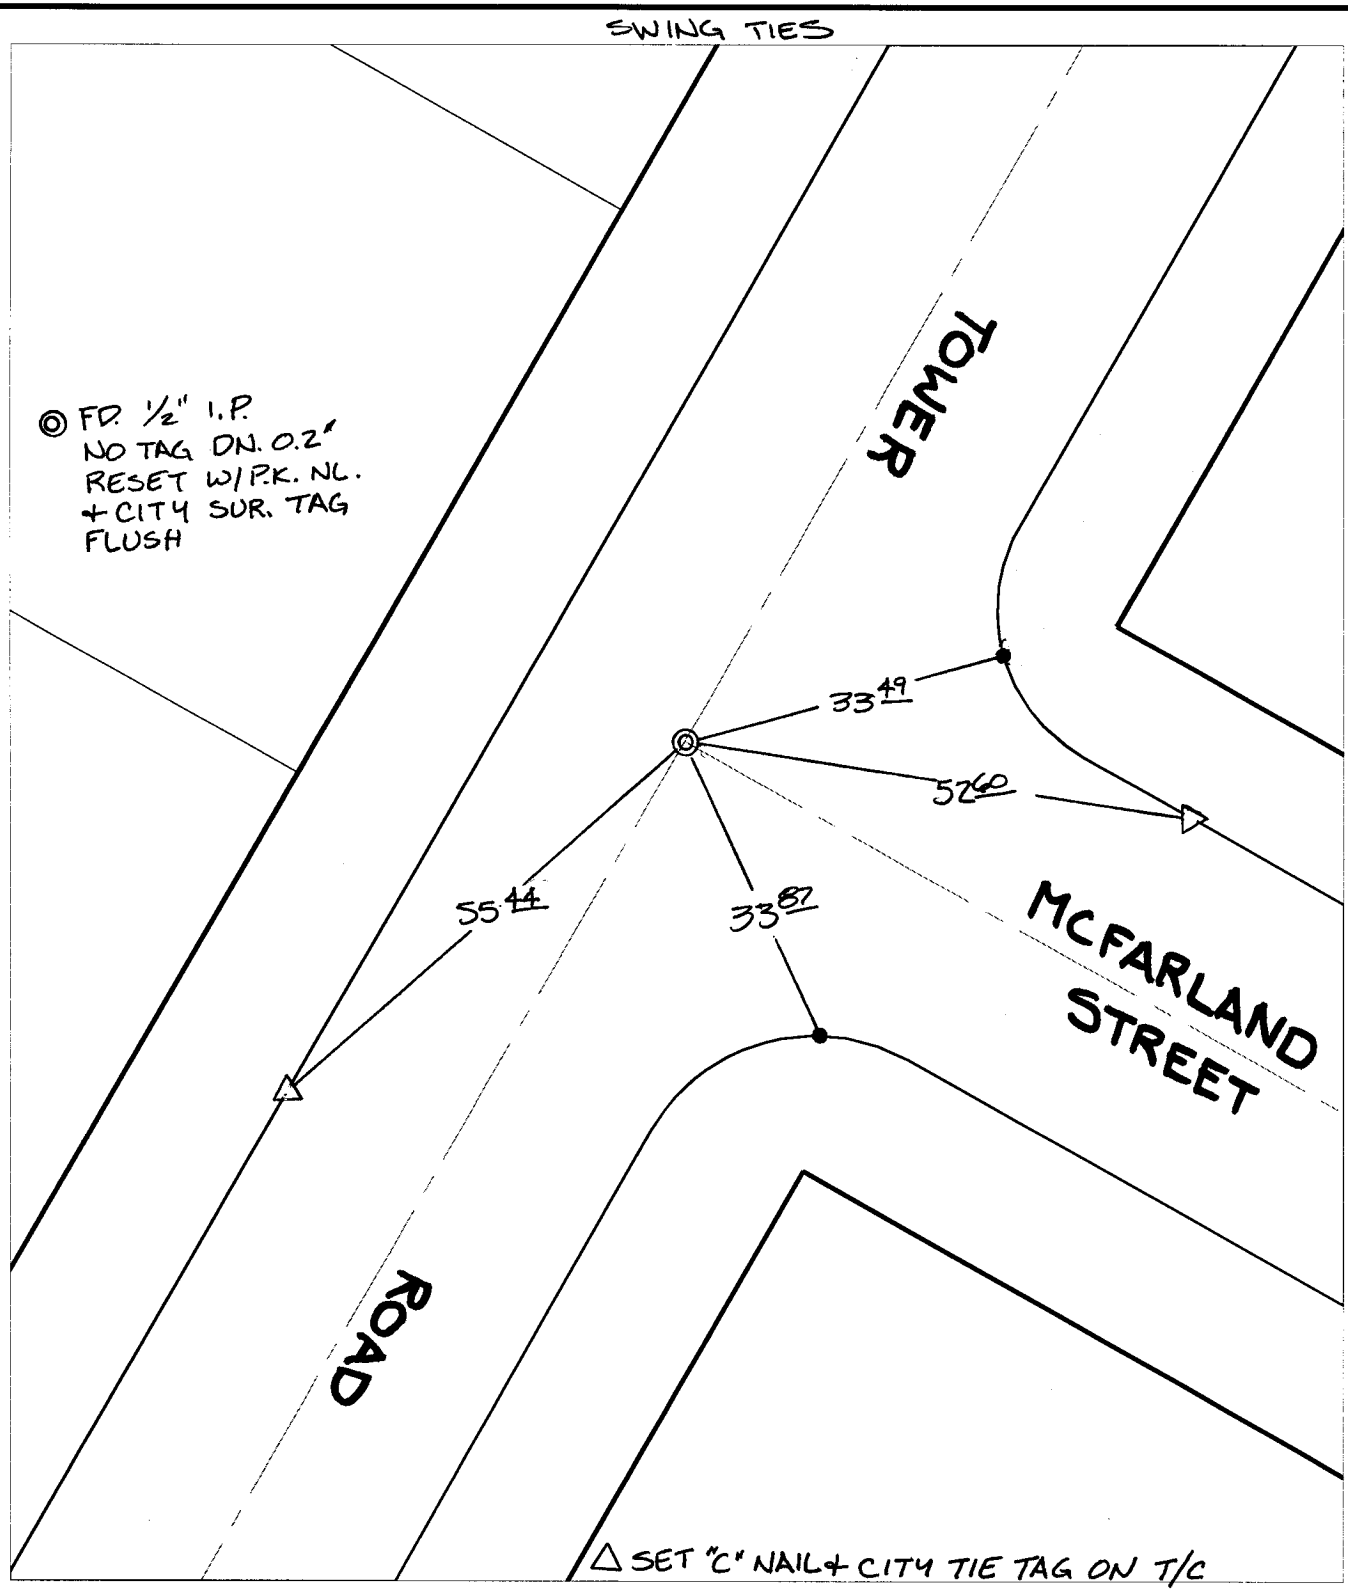 SWING TIES
TOWER
FD. 1/2" I.P.
NO TAG DN. 0.2'
RESET W/P.K. NL.
+ CITY SUR. TAG
FLUSH
33 49
52 60
55.44
33 87
MCFARLAND
STREET
ROAD
△ SET "C" NAIL + CITY TIE TAG ON T/C